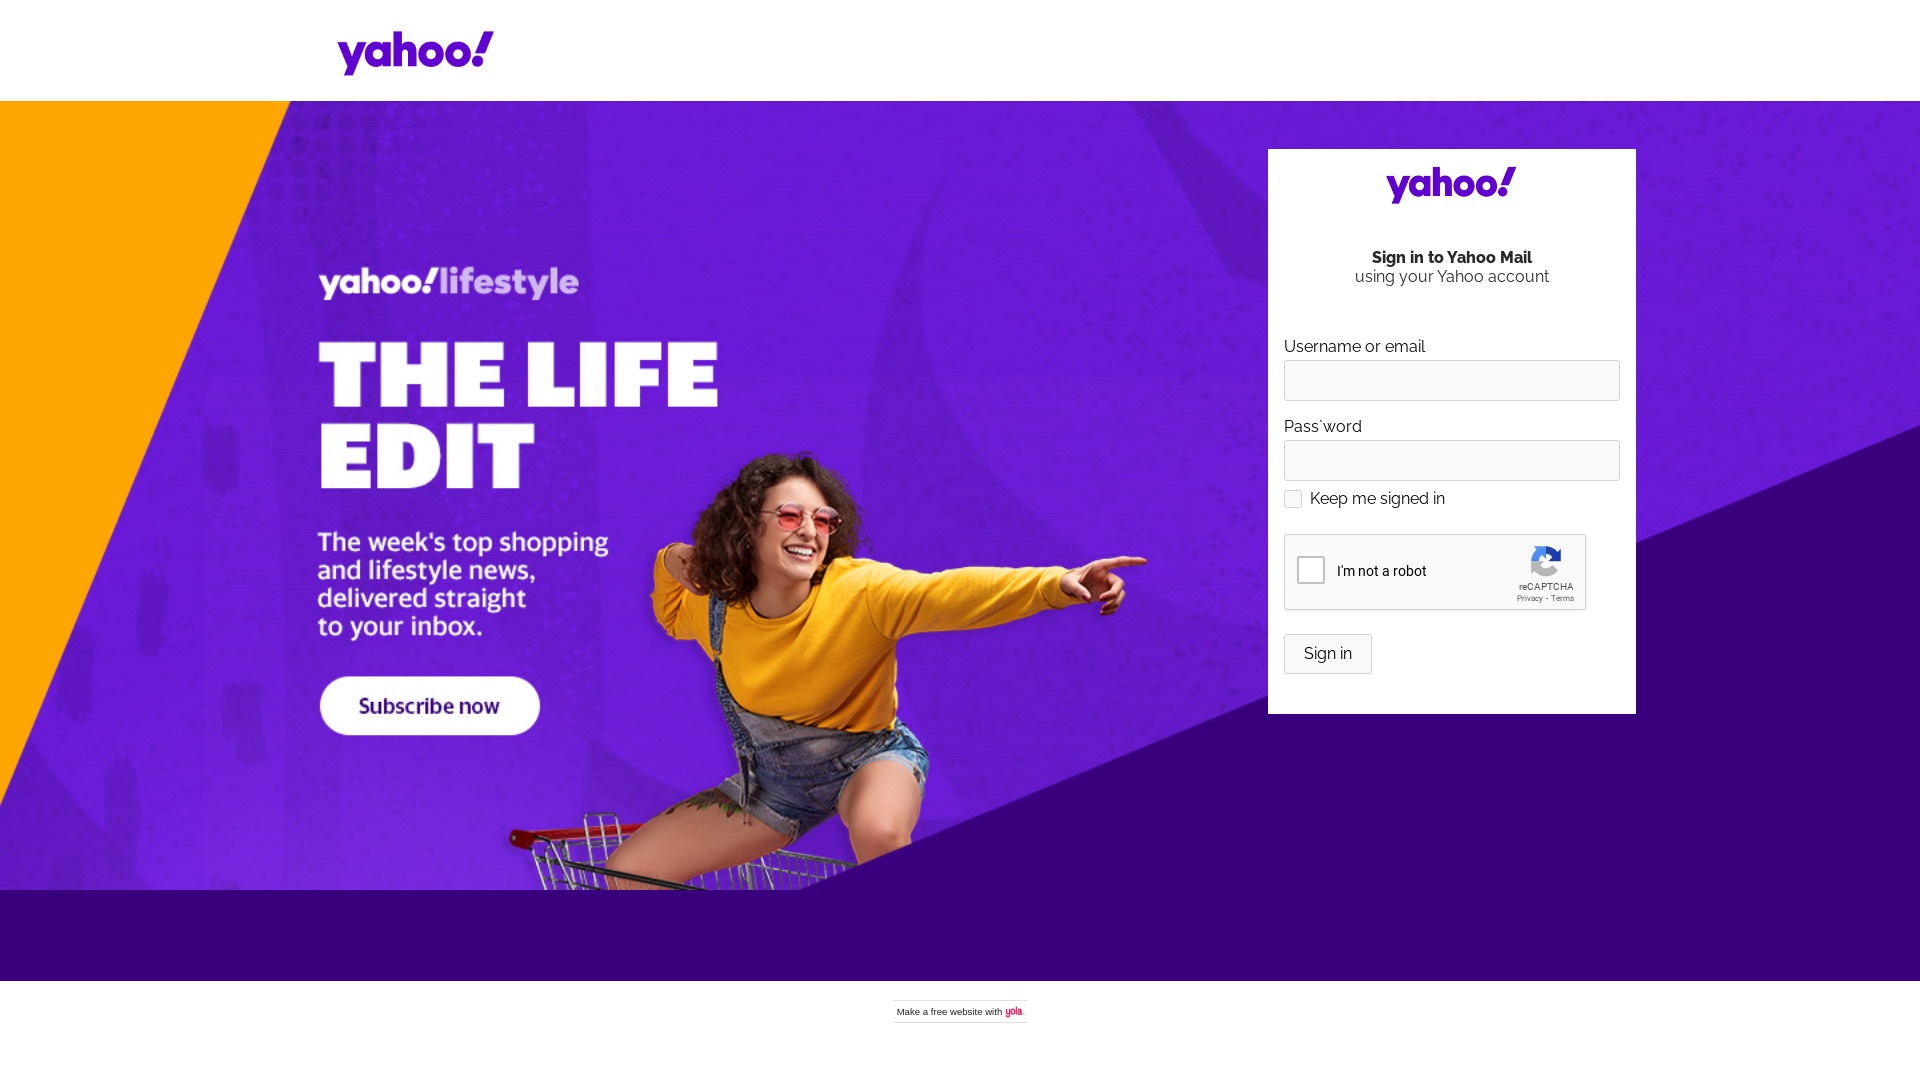 yahoo!
yahoo!
Sign in to Yahoo Mail
using your Yahoo account
yahoo!lifestyle
THE LIFE
EDIT
The week's top shopping
and lifestyle news,
delivered straight
to your inbox.
Subscribe now
Username or email
Pass`word
Keep me signed in
I'm not a robot
reCAPTCHA
Privacy - Terms
Sign in
Make a free website with yola